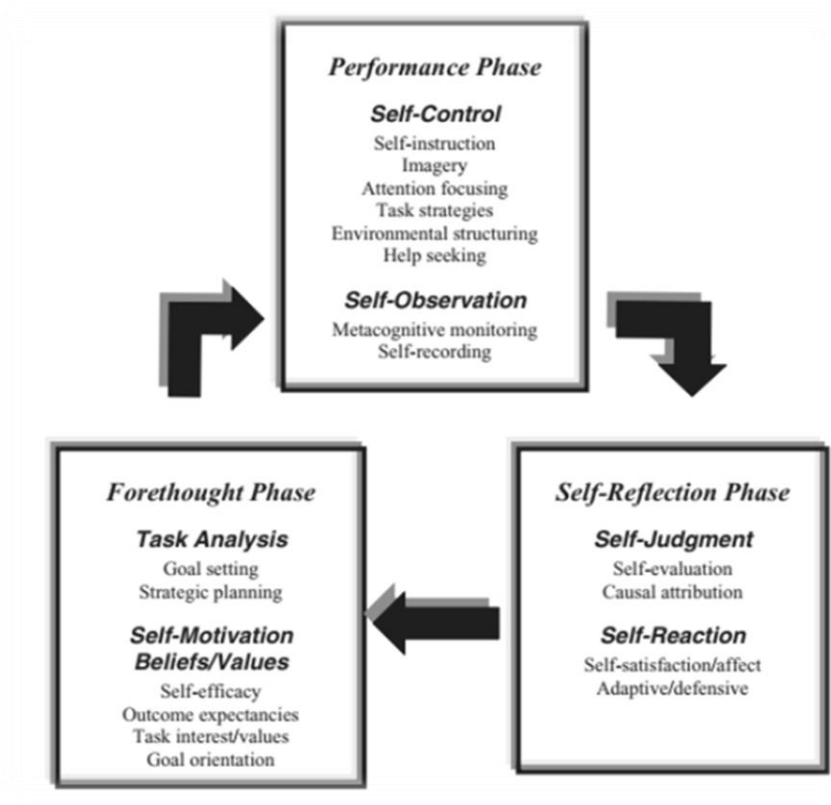 Performance Phase
Self-Control
Self-instruction
Imagery
Attention focusing
Task strategies
Environmental structuring
Help seeking
Self-Observation
Metacognitive monitoring
Self-recording
Forethought Phase
Task Analysis
Goal setting
Strategic planning
Self-Motivation
Beliefs/Values
Self-efficacy
Outcome expectancies
Task interest/values
Goal orientation
Self-Reflection Phase
Self-Judgment
Self-evaluation
Causal attribution
Self-Reaction
Self-satisfaction/affect
Adaptive/defensive